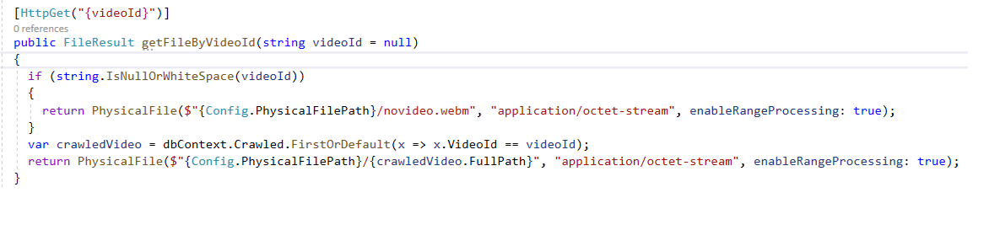 [HttpGet("{videoId}")]
0 references
public FileResult getFileByVideoId(string videoId = null)
{
if (string.IsNullOrWhiteSpace(videoId))
{
return PhysicalFile($"{Config.PhysicalFilePath}/novideo.webm", "application/octet-stream", enableRangeProcessing: true);
}
var crawledVideo = dbContext.Crawled.FirstOrDefault(x => x.VideoId == videoId);
return PhysicalFile($"{Config.PhysicalFilePath}/{crawledVideo.FullPath}", "application/octet-stream", enableRangeProcessing: true);
}